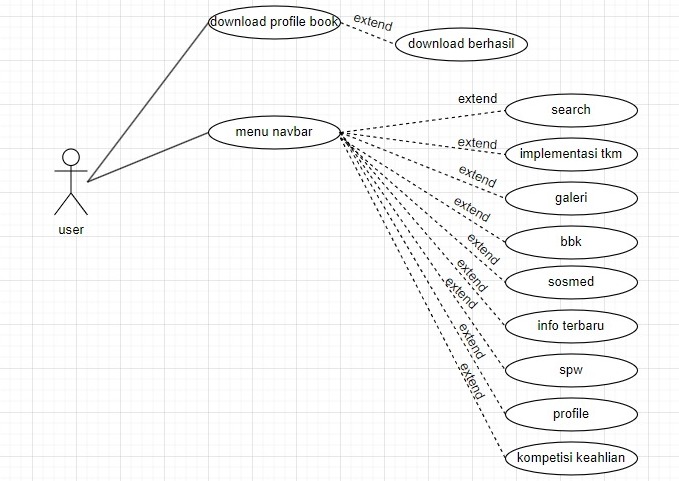 download profile book
extend
download berhasil
menu navbar
user
extend
search
extend
implementasi tkm
extend
galeri
extend
bbk
extend
sosmed
extend
info terbaru
extend
spw
extend
profile
extend
kompetisi keahlian